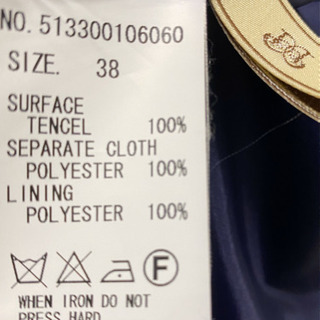 NO. 513300106060
SIZE. 38
SURFACE
TENCEL 100%
SEPARATE CLOTH
POLYESTER 100%
LINING
POLYESTER 100%
F
WHEN IRON DO NOT
PRESS HARD